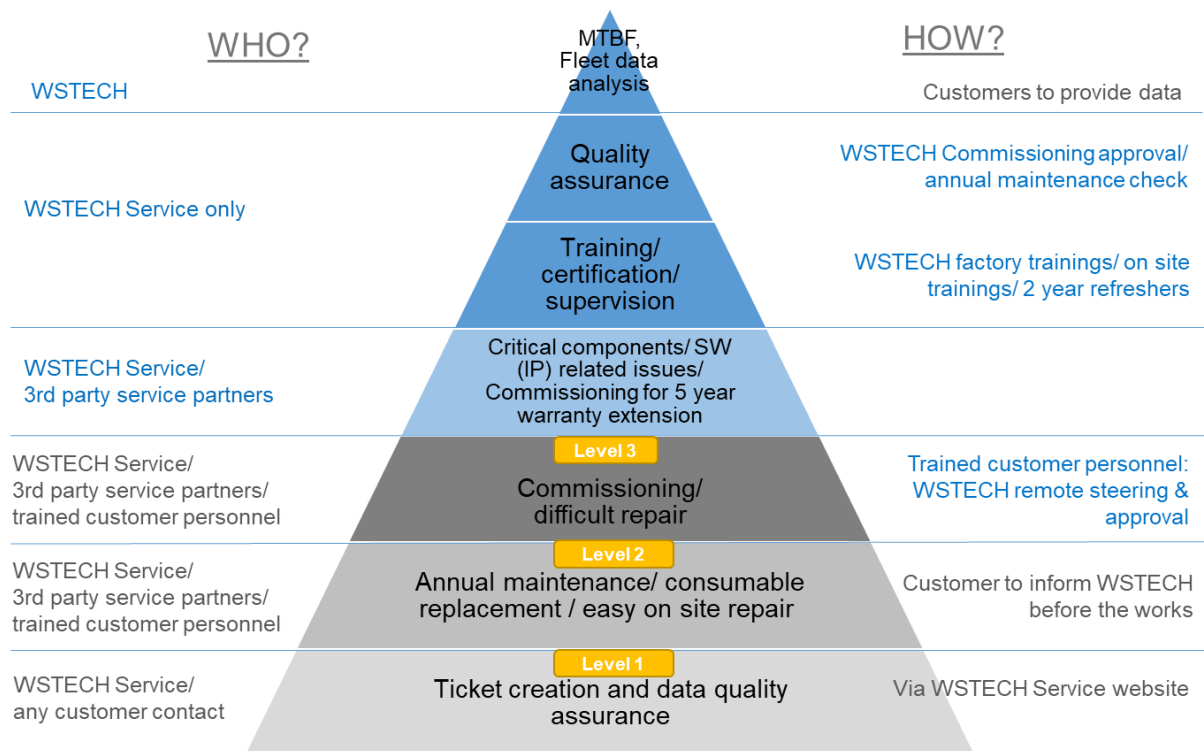 WHO?
MTBF,
Fleet data
analysis
HOW?
WSTECH
Customers to provide data
WSTECH Service only
Quality
assurance
WSTECH Commissioning approval/
annual maintenance check
Training/
certification/
supervision
WSTECH factory trainings/ on site
trainings/ 2 year refreshers
WSTECH Service/
3rd party service partners
Critical components/ SW
(IP) related issues/
Commissioning for 5 year
warranty extension
WSTECH Service/
3rd party service partners/
trained customer personnel
Level 3
Commissioning/
difficult repair
Trained customer personnel:
WSTECH remote steering &
approval
WSTECH Service/
3rd party service partners/
trained customer personnel
Level 2
Annual maintenance/ consumable
replacement / easy on site repair
Customer to inform WSTECH
before the works
WSTECH Service/
any customer contact
Level 1
Ticket creation and data quality
assurance
Via WSTECH Service website